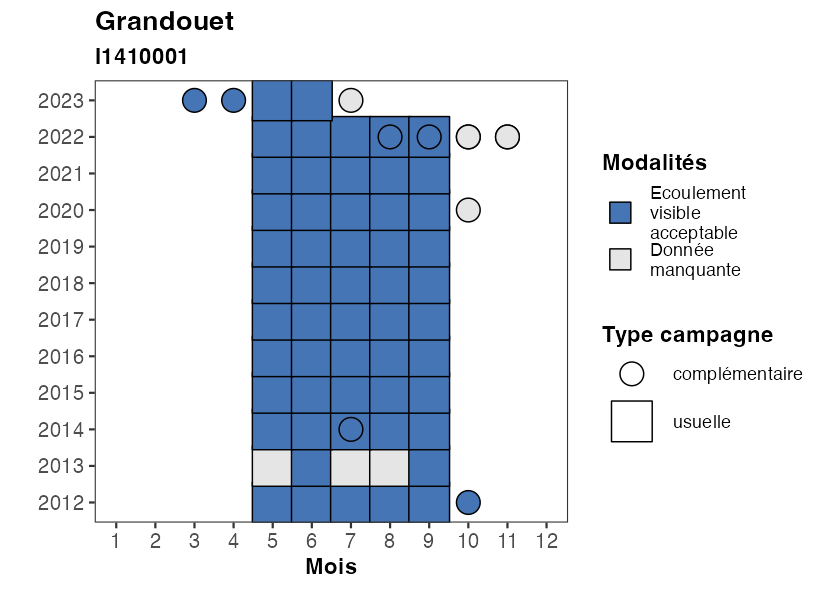 Grandouet
I1410001
2023
2022
2021
2020
2019
2018
2017
2016
2015
2014
2013
2012
1 2 3 4 5 6 7 8 9 10 11 12
Mois
Modalités
Ecoulement
visible
acceptable
Donnée
manquante
Type campagne
complémentaire
usuelle